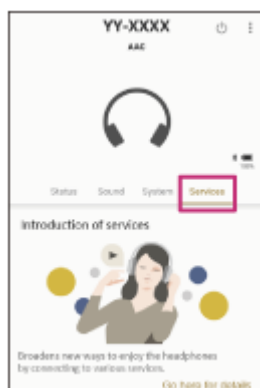 YY-XXXX
AAC
100%
Status Sound System Services
Introduction of services
Broadens new ways to enjoy the headphones
by connecting to various services.
Go here for details